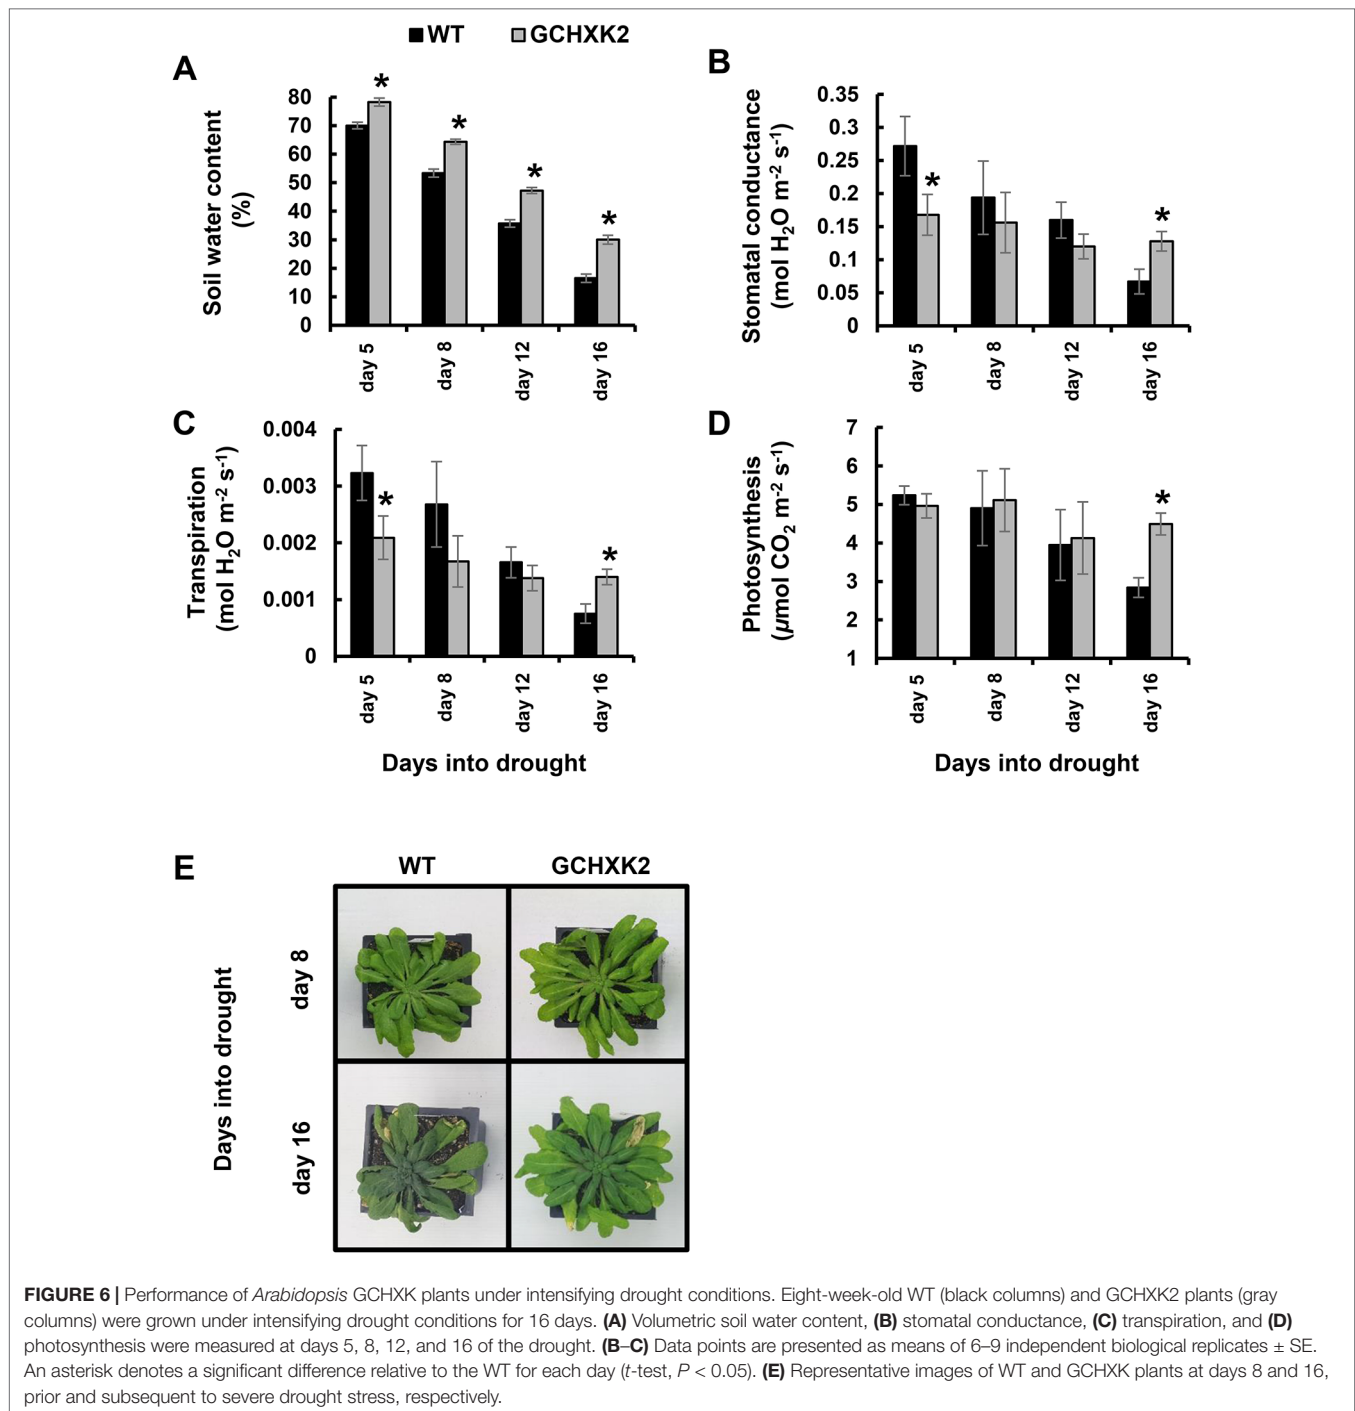 WT GCHXK2
A
Soil water content
(%)
80
70
60
50
40
30
20
10
0
* * * *
day 5 day 8 day 12 day 16
B
Stomatal conductance
(mol H2O m-2 s-1)
0.35
0.3
0.25
0.2
0.15
0.1
0.05
0
* *
day 5 day 8 day 12 day 16
C
Transpiration
(mol H2O m-2 s-1)
0.004
0.003
0.002
0.001
0
* *
day 5 day 8 day 12 day 16
Days into drought
D
Photosynthesis
(µmol CO2 m-2 s-1)
7
6
5
4
3
2
1
*
day 5 day 8 day 12 day 16
Days into drought
E
WT GCHXK2
Days into drought
day 8
day 16
FIGURE 6 | Performance of Arabidopsis GCHXK plants under intensifying drought conditions. Eight-week-old WT (black columns) and GCHXK2 plants (gray
columns) were grown under intensifying drought conditions for 16 days. (A) Volumetric soil water content, (B) stomatal conductance, (C) transpiration, and (D)
photosynthesis were measured at days 5, 8, 12, and 16 of the drought. (B–C) Data points are presented as means of 6–9 independent biological replicates ± SE.
An asterisk denotes a significant difference relative to the WT for each day (t-test, P < 0.05). (E) Representative images of WT and GCHXK plants at days 8 and 16,
prior and subsequent to severe drought stress, respectively.